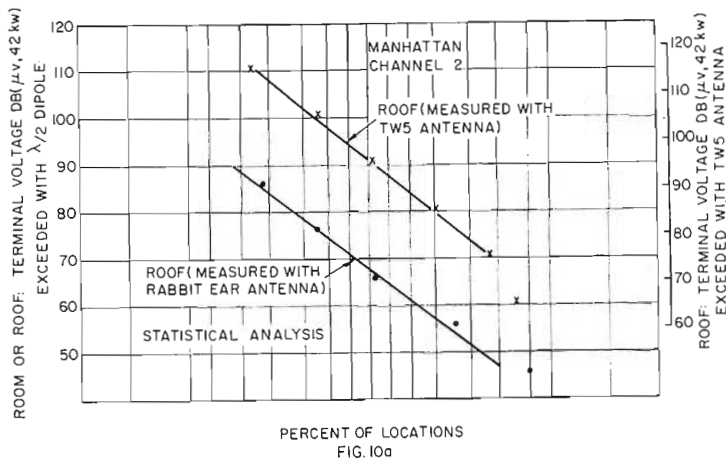 ROOM OR ROOF: TERMINAL VOLTAGE DB(μv, 42 kw)
EXCEEDED WITH λ/2 DIPOLE
120
110
100
90
80
70
60
50
MANHATTAN
CHANNEL 2
ROOF(MEASURED WITH
TW5 ANTENNA)
ROOF(MEASURED WITH
RABBIT EAR ANTENNA)
STATISTICAL ANALYSIS
120
110
100
90
80
70
60
ROOF: TERMINAL VOLTAGE DB(μv, 42 kw)
EXCEEDED WITH TW5 ANTENNA
PERCENT OF LOCATIONS
FIG. 10a